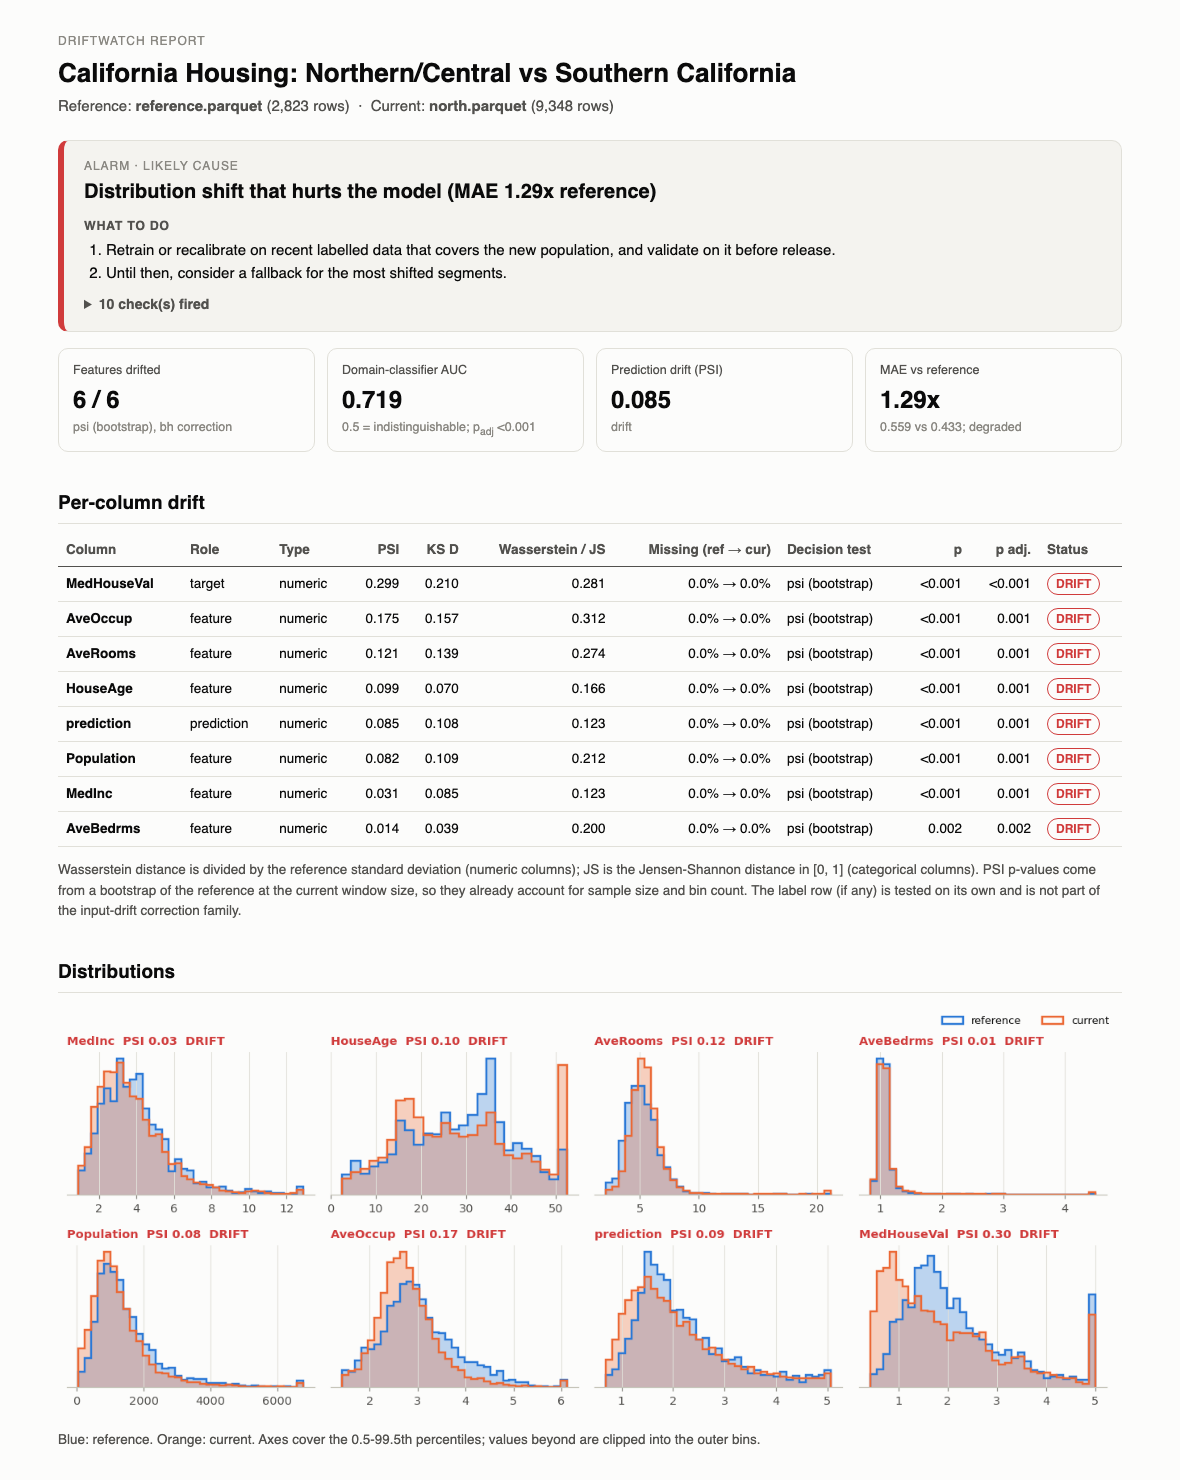 DRIFTWATCH REPORT
California Housing: Northern/Central vs Southern California
Reference: reference.parquet (2,823 rows) · Current: north.parquet (9,348 rows)
ALARM · LIKELY CAUSE
Distribution shift that hurts the model (MAE 1.29x reference)
WHAT TO DO
1. Retrain or recalibrate on recent labelled data that covers the new population, and validate on it before release.
2. Until then, consider a fallback for the most shifted segments.
▶ 10 check(s) fired
Features drifted
6 / 6
psi (bootstrap), bh correction
Domain-classifier AUC
0.719
0.5 = indistinguishable; padj <0.001
Prediction drift (PSI)
0.085
drift
MAE vs reference
1.29x
0.559 vs 0.433; degraded
Per-column drift
Column Role Type PSI KS D Wasserstein / JS Missing (ref → cur) Decision test p p adj. Status
MedHouseVal target numeric 0.299 0.210 0.281 0.0% → 0.0% psi (bootstrap) <0.001 <0.001 DRIFT
AveOccup feature numeric 0.175 0.157 0.312 0.0% → 0.0% psi (bootstrap) <0.001 0.001 DRIFT
AveRooms feature numeric 0.121 0.139 0.274 0.0% → 0.0% psi (bootstrap) <0.001 0.001 DRIFT
HouseAge feature numeric 0.099 0.070 0.166 0.0% → 0.0% psi (bootstrap) <0.001 0.001 DRIFT
prediction prediction numeric 0.085 0.108 0.123 0.0% → 0.0% psi (bootstrap) <0.001 0.001 DRIFT
Population feature numeric 0.082 0.109 0.212 0.0% → 0.0% psi (bootstrap) <0.001 0.001 DRIFT
MedInc feature numeric 0.031 0.085 0.123 0.0% → 0.0% psi (bootstrap) <0.001 0.001 DRIFT
AveBedrms feature numeric 0.014 0.039 0.200 0.0% → 0.0% psi (bootstrap) 0.002 0.002 DRIFT
Wasserstein distance is divided by the reference standard deviation (numeric columns); JS is the Jensen-Shannon distance in [0, 1] (categorical columns). PSI p-values come
from a bootstrap of the reference at the current window size, so they already account for sample size and bin count. The label row (if any) is tested on its own and is not part of
the input-drift correction family.
Distributions
reference current
MedInc PSI 0.03 DRIFT
2 4 6 8 10 12
HouseAge PSI 0.10 DRIFT
0 10 20 30 40 50
AveRooms PSI 0.12 DRIFT
5 10 15 20
AveBedrms PSI 0.01 DRIFT
1 2 3 4
Population PSI 0.08 DRIFT
0 2000 4000 6000
AveOccup PSI 0.17 DRIFT
2 3 4 5 6
prediction PSI 0.09 DRIFT
1 2 3 4 5
MedHouseVal PSI 0.30 DRIFT
1 2 3 4 5
Blue: reference. Orange: current. Axes cover the 0.5-99.5th percentiles; values beyond are clipped into the outer bins.